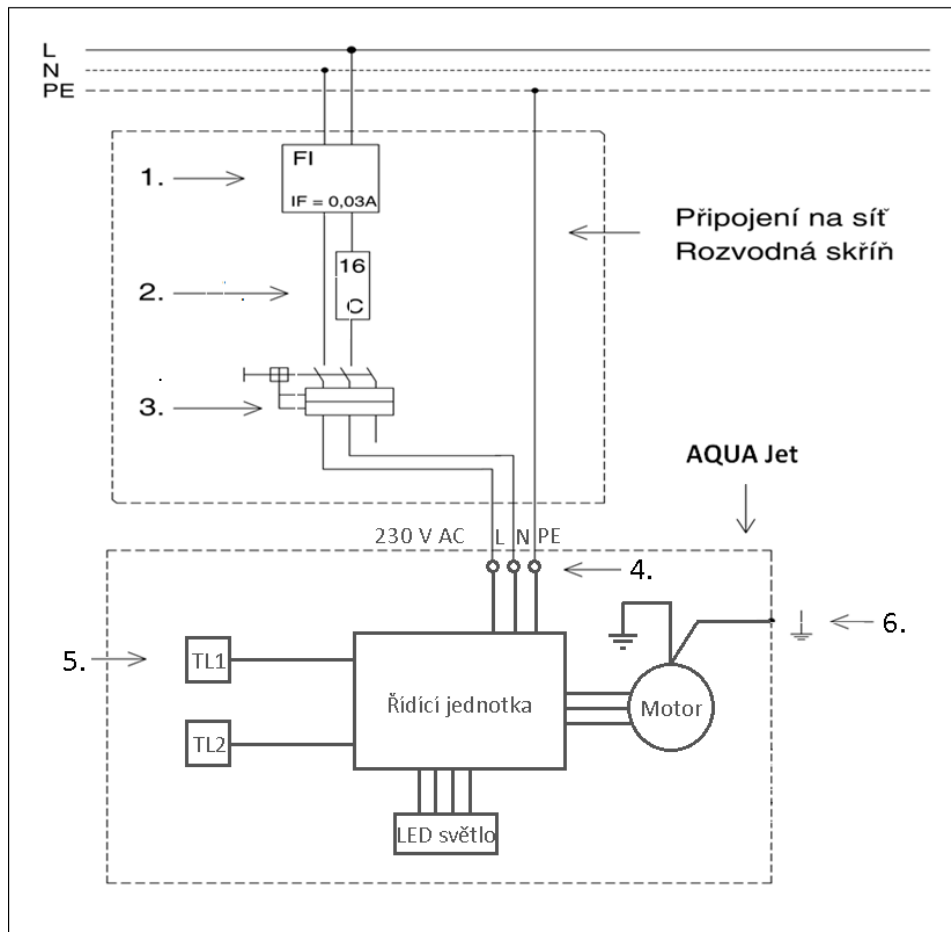 L
N
PE
FI
IF = 0,03A
1.
Připojení na síť
Rozvodná skříň
16
C
2.
3.
AQUA Jet
230 V AC L N PE
4.
6.
5.
TL1
Řídící jednotka
Motor
TL2
LED světlo